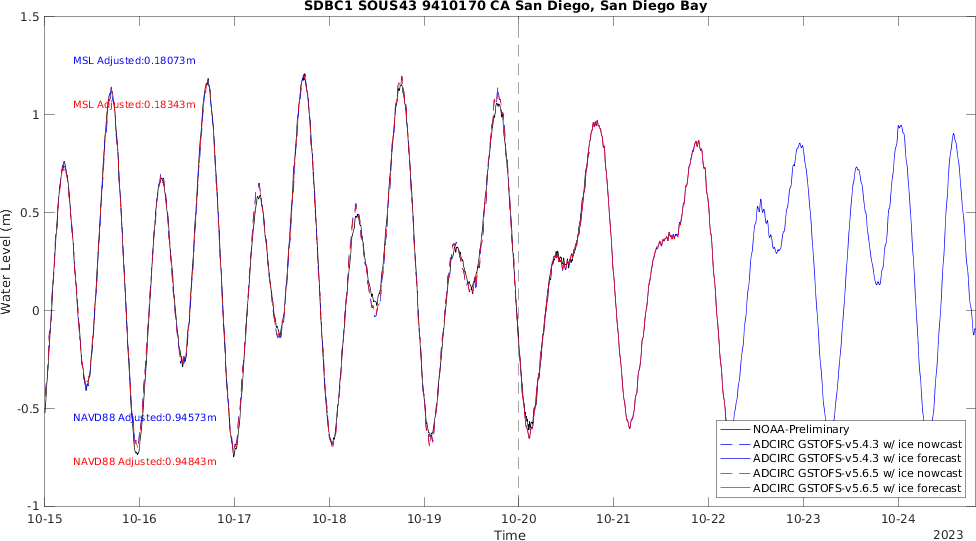 SDBC1 SOUS43 9410170 CA San Diego, San Diego Bay
1.5
MSL Adjusted:0.18073m
MSL Adjusted:0.18343m
1
0.5
Water Level (m)
0
-0.5
NAVD88 Adjusted:0.94573m
NAVD88 Adjusted:0.94843m
-1
NOAA-Preliminary
ADCIRC GSTOFS-v5.4.3 w/ ice nowcast
ADCIRC GSTOFS-v5.4.3 w/ ice forecast
ADCIRC GSTOFS-v5.6.5 w/ ice nowcast
ADCIRC GSTOFS-v5.6.5 w/ ice forecast
10-15 10-16 10-17 10-18 10-19 10-20 10-21 10-22 10-23 10-24
Time
2023